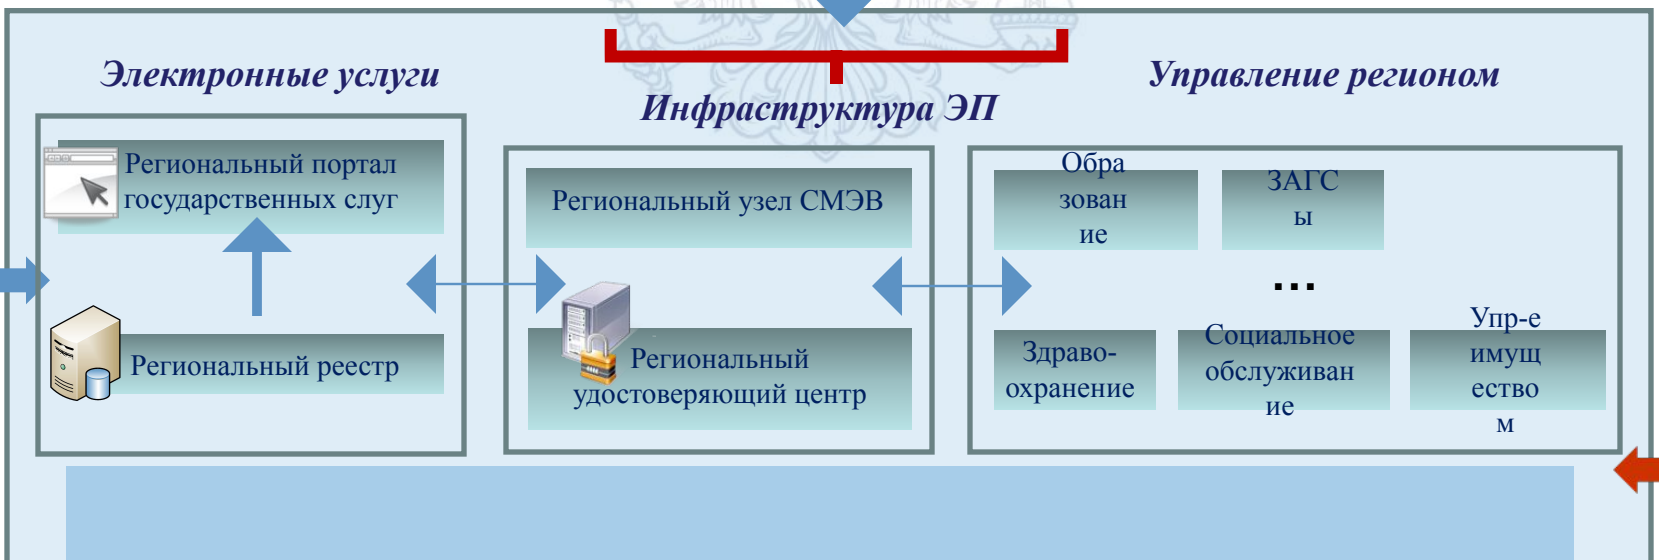 Электронные услуги
Инфраструктура ЭП
Управление регионом
Региональный портал
государственных слуг
Региональный реестр
Региональный узел СМЭВ
Региональный
удостоверяющий центр
Обра
зован
ие
ЗАГС
ы
...
Здраво-
охранение
Социальное
обслуживан
ие
Упр-е
имущ
ество
м